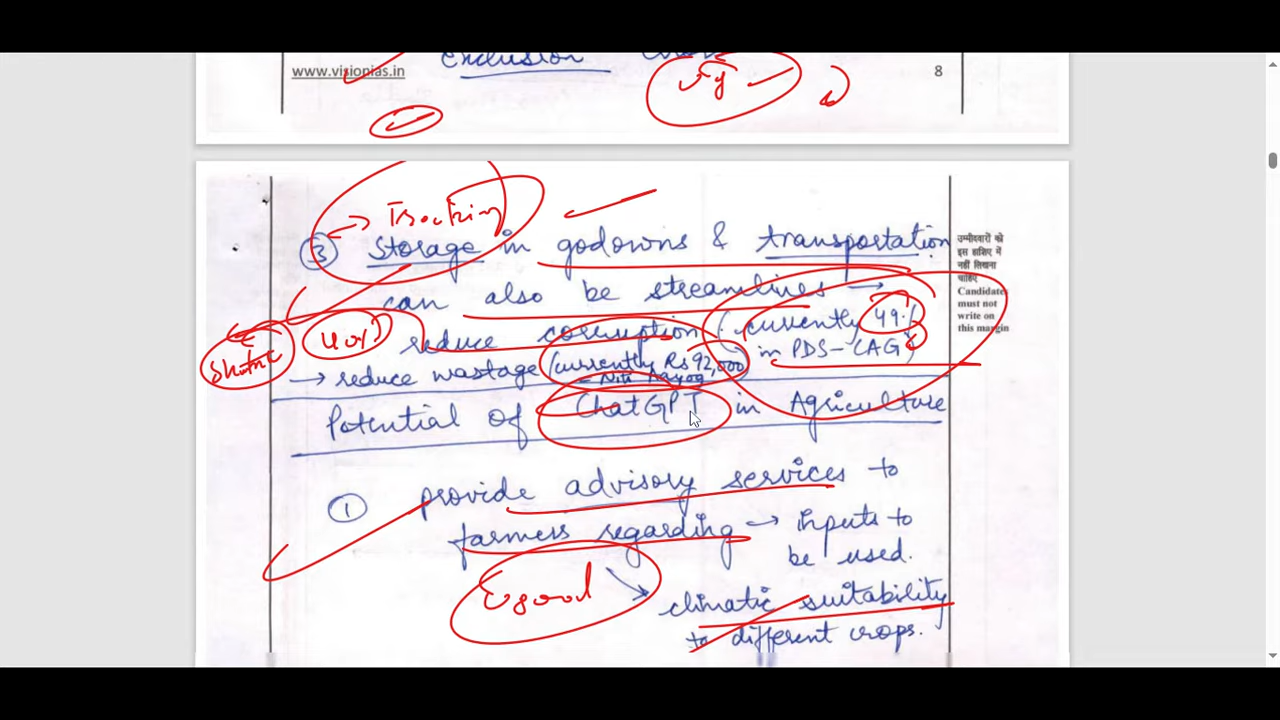 exclusion
www.visionias.in 8
Tracking
③ Storage in godowns & transportation
can also be streamlines →
reduce corruption (currently 49%
in PDS-CAG)
→ reduce wastage (currently Rs 92,000
- Niti Aayog
Potential of ChatGPT in Agriculture
① provide advisory services to
farmers regarding → inputs to
be used.
good
climatic suitability
to different crops.
उम्मीदवारों को
इस हाशिए में
नहीं लिखना
चाहिए
Candidates
must not
write on
this margin